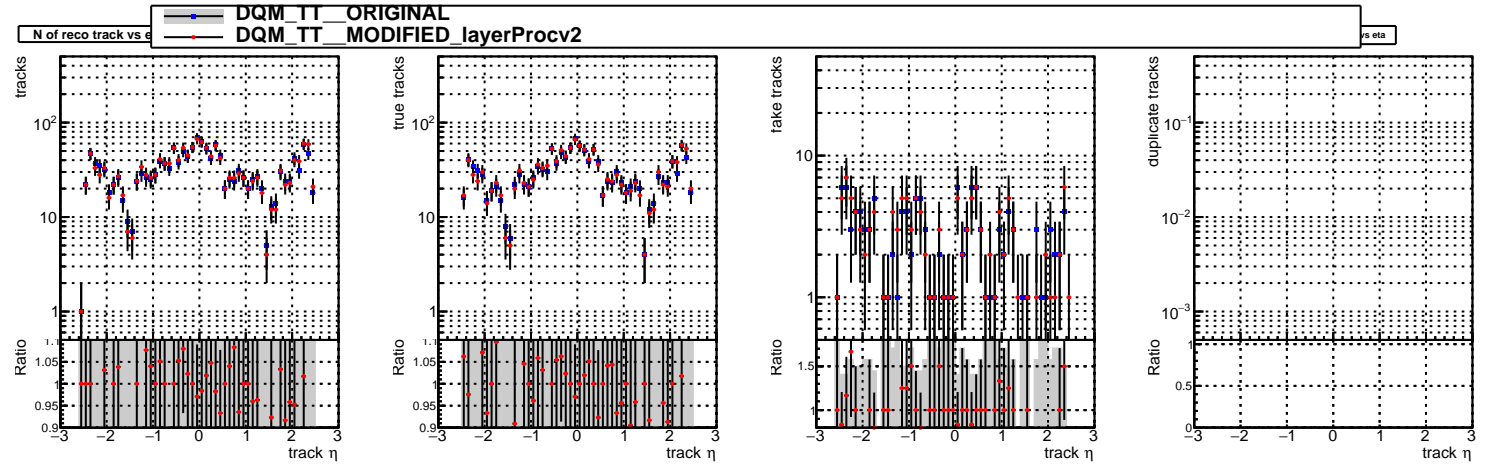 DQM_TT__ORIGINAL
DQM_TT__MODIFIED_layerProcv2
N of reco track vs e
vs eta
tracks
10²
10
1
Ratio
1.1
1.05
1
0.95
0.9
−3 −2 −1 0 1 2 3
track η
true tracks
10²
10
1
Ratio
1.1
1.05
1
0.95
0.9
−3 −2 −1 0 1 2 3
track η
fake tracks
10
1
Ratio
1.5
1
−3 −2 −1 0 1 2 3
track η
duplicate tracks
10⁻¹
10⁻²
10⁻³
Ratio
1
0.5
0
−3 −2 −1 0 1 2 3
track η